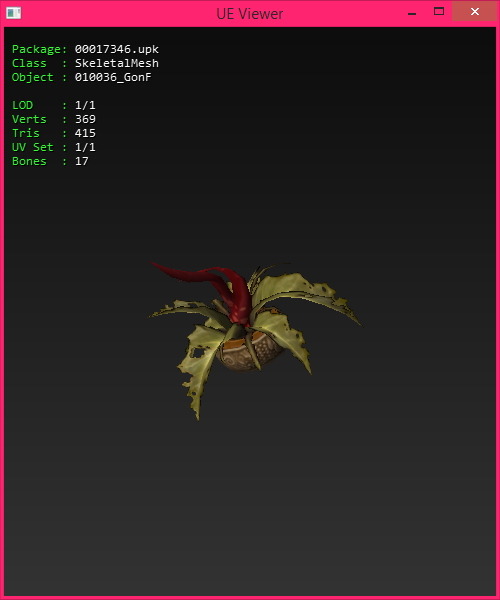 UE Viewer
Package: 00017346.upk
Class : SkeletalMesh
Object : 010036_GonF
LOD : 1/1
Verts : 369
Tris : 415
UV Set : 1/1
Bones : 17